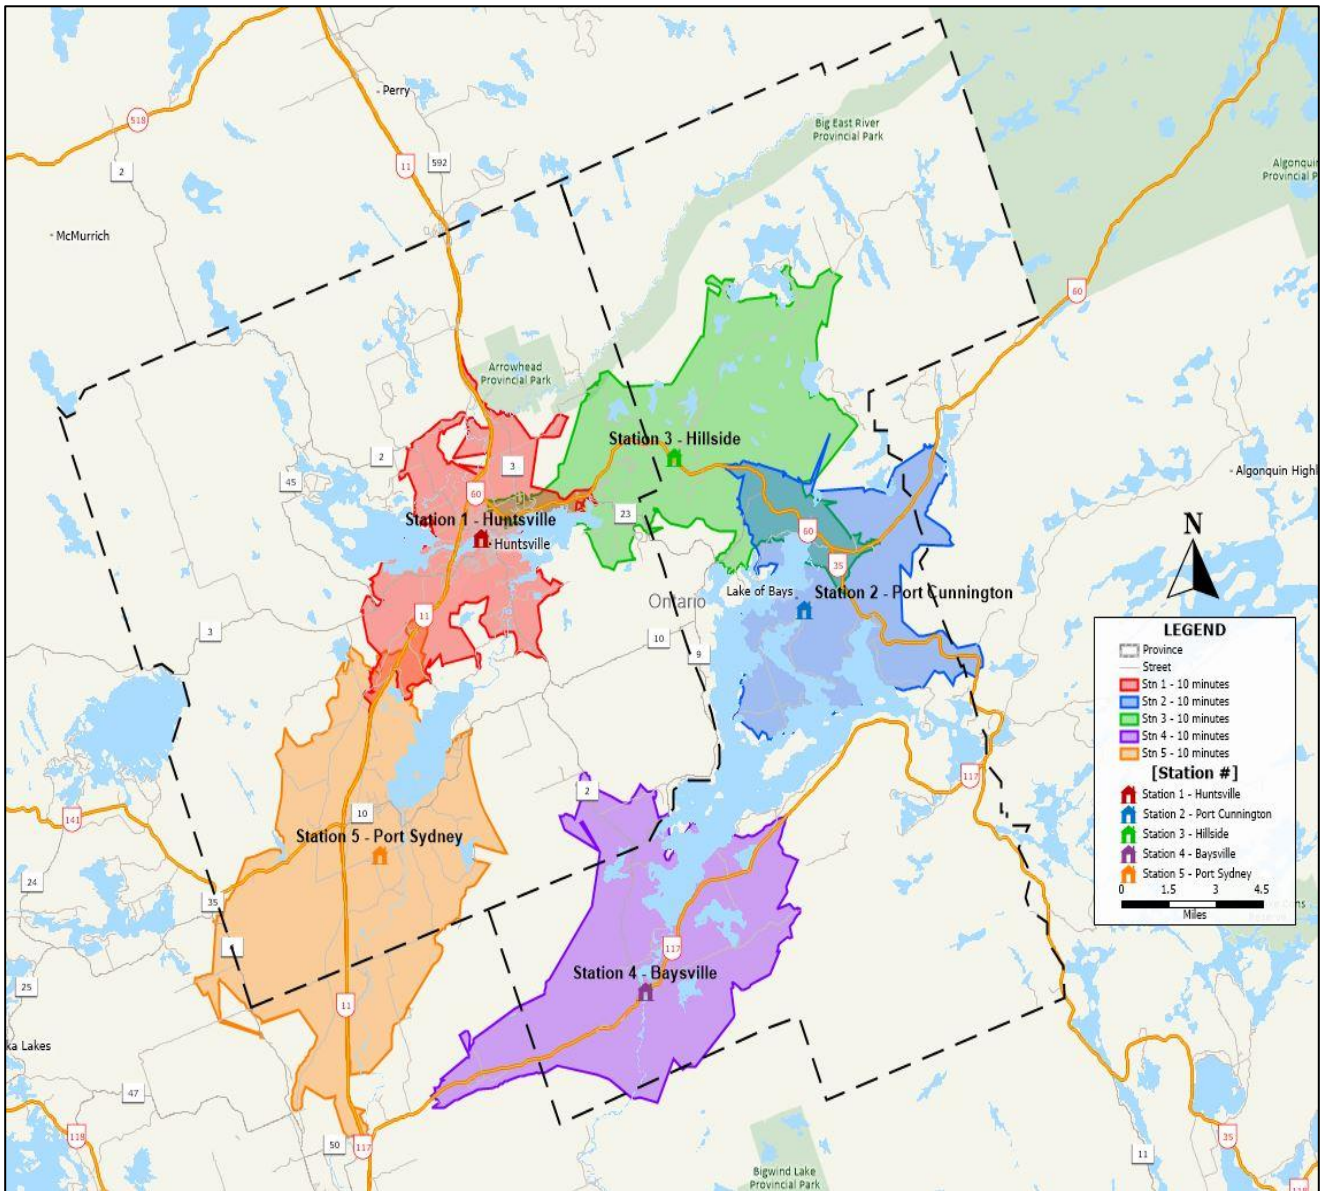 Perry
518
11
592
2
McMurrich
Big East River
Provincial Park
Algonquin
Provincial P
60
Arrowhead
Provincial Park
Station 3 - Hillside
2
3
45
60
Algonquin Highl
Station 1 - Huntsville
Huntsville
23
60
35
N
Lake of Bays
Station 2 - Port Cunnington
Ontario
11
3
10
9
LEGEND
Province
Street
Stn 1 - 10 minutes
Stn 2 - 10 minutes
Stn 3 - 10 minutes
Stn 4 - 10 minutes
Stn 5 - 10 minutes
[Station #]
Station 1 - Huntsville
Station 2 - Port Cunnington
Station 3 - Hillside
Station 4 - Baysville
Station 5 - Port Sydney
0 1.5 3 4.5
Miles
117
2
141
10
Station 5 - Port Sydney
24
35
117
Station 4 - Baysville
25
11
ka Lakes
47
118
50
117
11
35
118
Bigwind Lake
Provincial Park